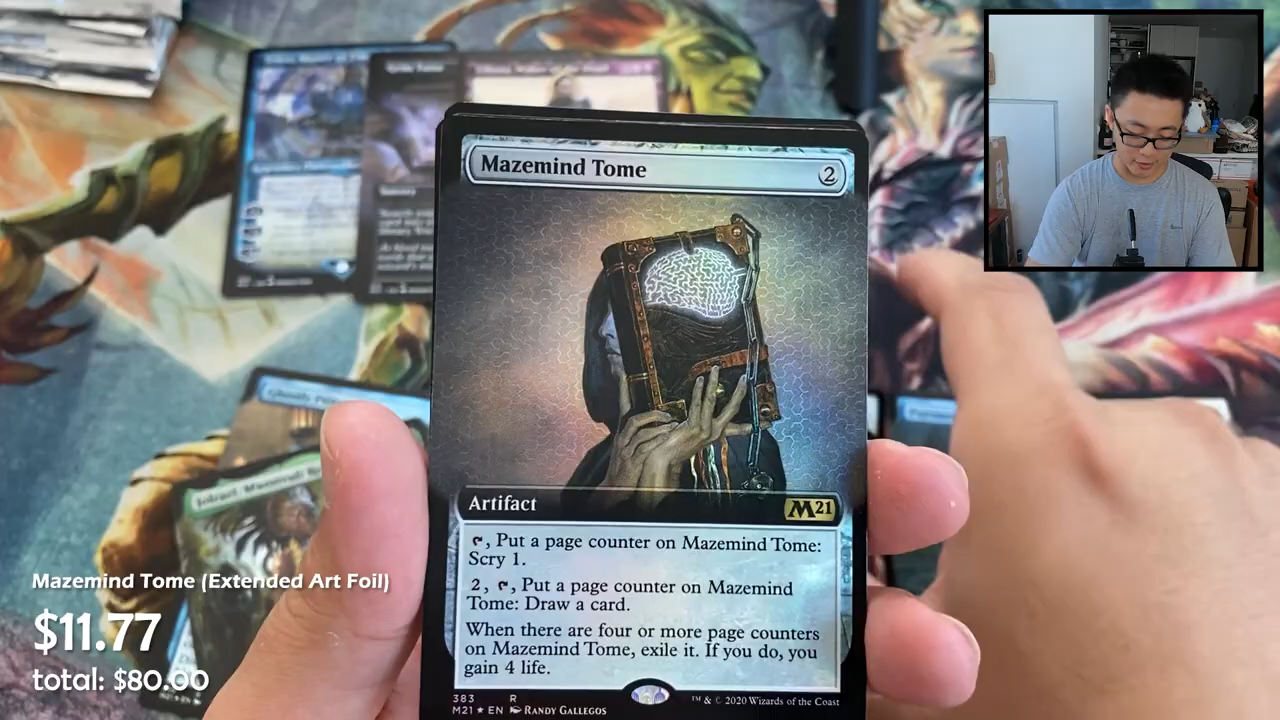 Mazemind Tome 2
Artifact M21
, Put a page counter on Mazemind Tome:
Scry 1.
2, , Put a page counter on Mazemind
Tome: Draw a card.
When there are four or more page counters
on Mazemind Tome, exile it. If you do, you
gain 4 life.
383 R
M21 ★ EN RANDY GALLEGOS
™ & © 2020 Wizards of the Coast
Mazemind Tome (Extended Art Foil)
$11.77
total: $80.00